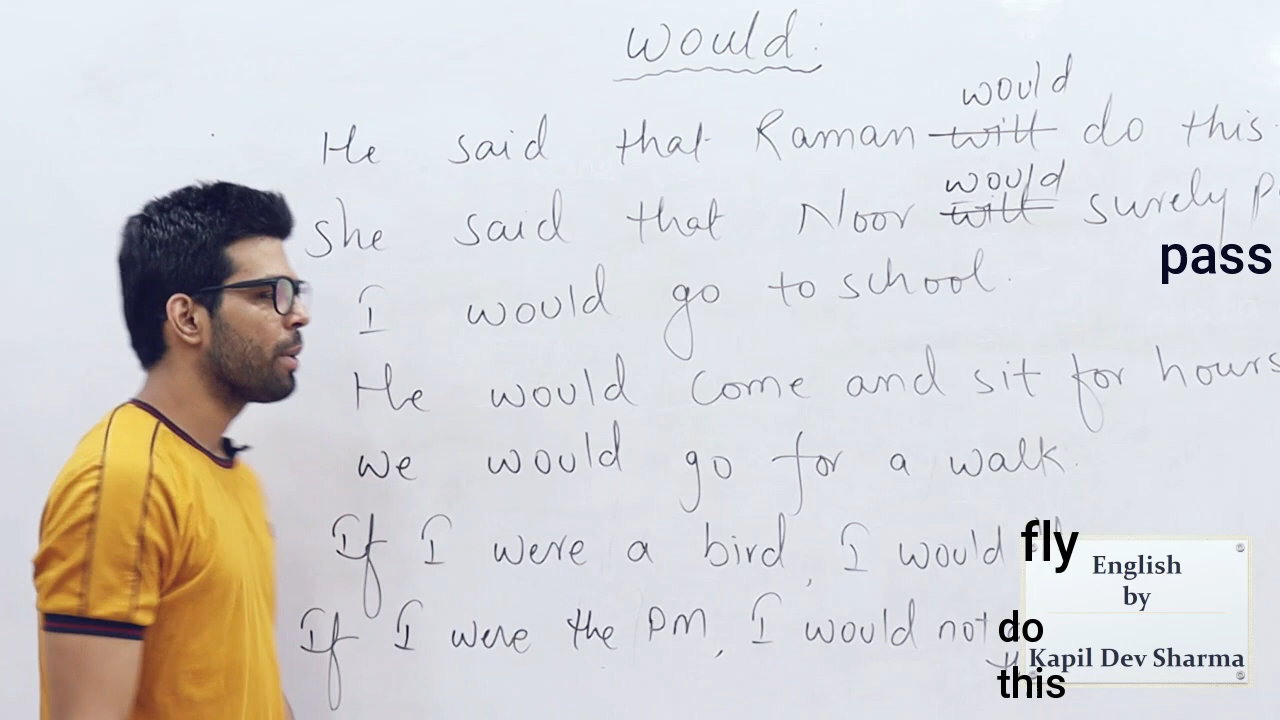 would:
would
He said that Raman will do this.
would
She said that Noor will surely p
pass
I would go to school.
He would come and sit for hours
we would go for a walk.
If I were a bird, I would fly
If I were the PM, I would not do
this
English
by
Kapil Dev Sharma